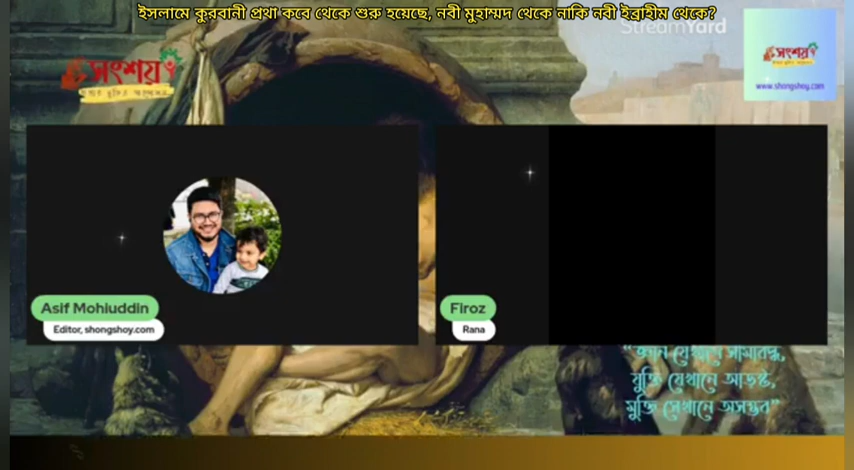 ইসলামে কুরবানী প্রথা কবে থেকে শুরু হয়েছে, নবী মুহাম্মদ থেকে নাকি নবী ইব্রাহীম থেকে?
StreamYard
সংশয়
সংশয়
www.shongshoy.com
Asif Mohiuddin
Editor, shongshoy.com
Firoz
Rana
“জ্ঞান যেখানে সীমাবদ্ধ,
যুক্তি যেখানে আড়ষ্ট,
মুক্তি সেখানে অসম্ভব”